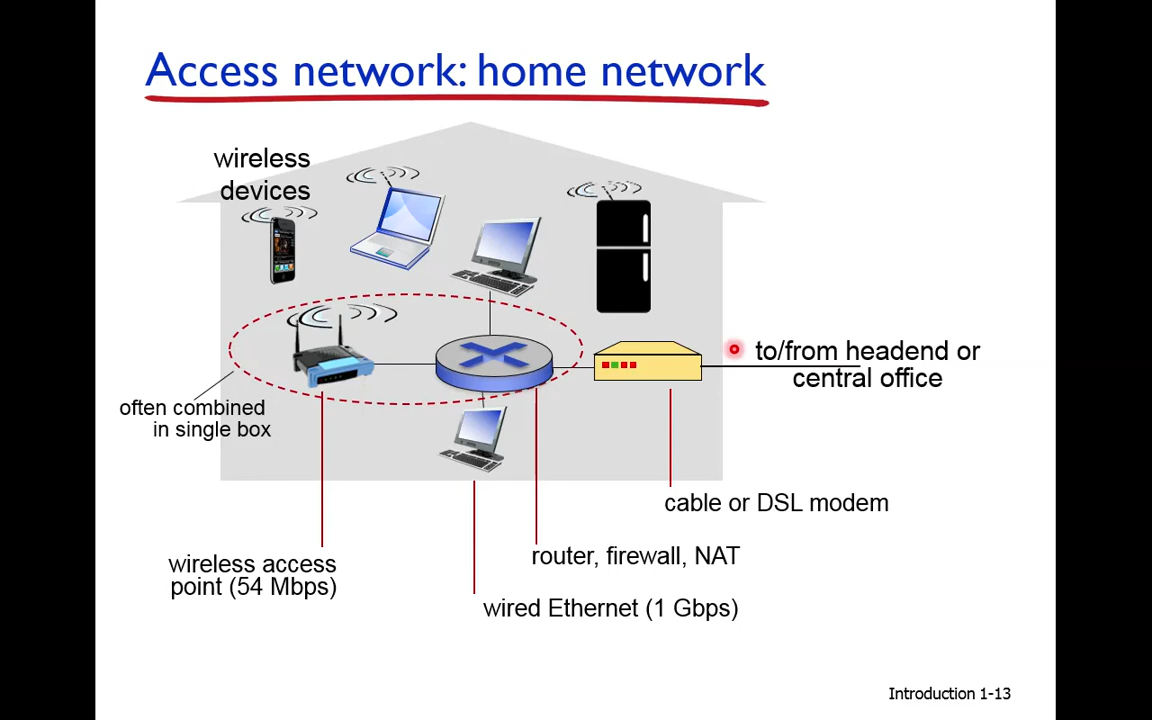 Access network: home network
wireless
devices
to/from headend or
central office
often combined
in single box
cable or DSL modem
router, firewall, NAT
wireless access
point (54 Mbps)
wired Ethernet (1 Gbps)
Introduction 1-13